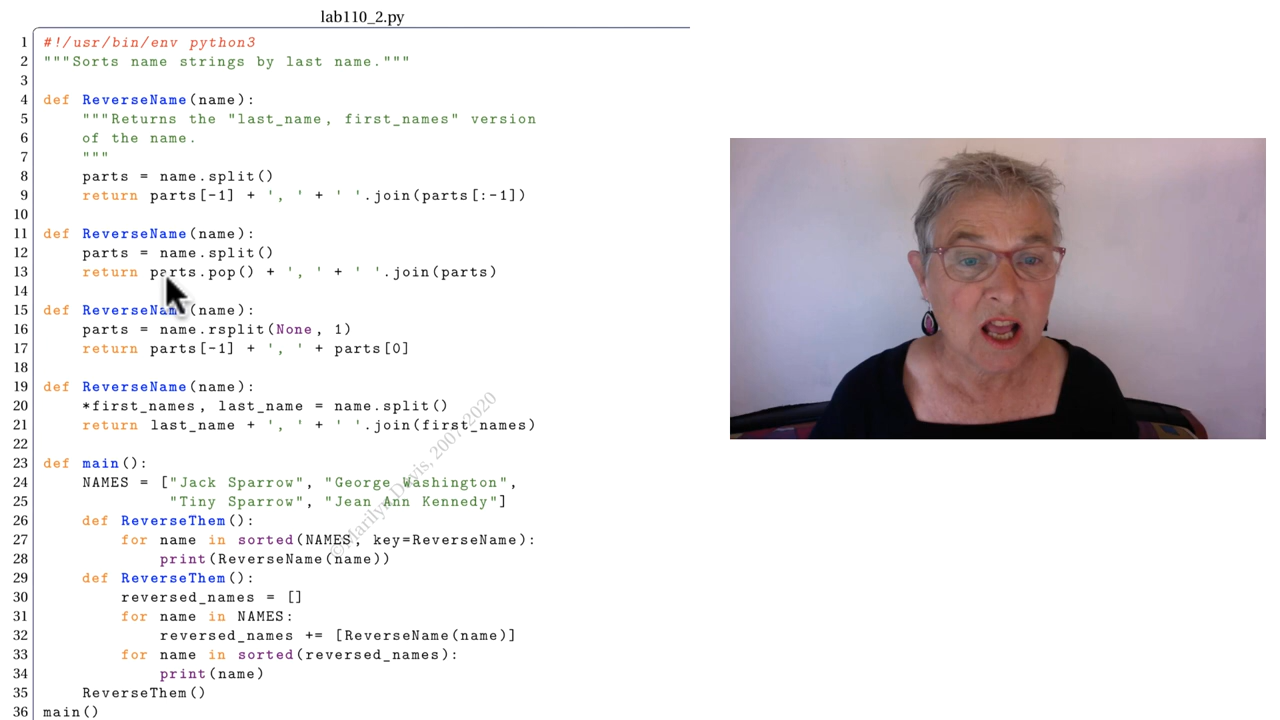 lab110_2.py
1 #!/usr/bin/env python3
2 """Sorts name strings by last name."""
3
4 def ReverseName(name):
5     """Returns the "last_name, first_names" version
6     of the name.
7     """
8     parts = name.split()
9     return parts[-1] + ', ' + ' '.join(parts[:-1])
10
11 def ReverseName(name):
12     parts = name.split()
13     return parts.pop() + ', ' + ' '.join(parts)
14
15 def ReverseName(name):
16     parts = name.rsplit(None, 1)
17     return parts[-1] + ', ' + parts[0]
18
19 def ReverseName(name):
20     *first_names, last_name = name.split()
21     return last_name + ', ' + ' '.join(first_names)
22
23 def main():
24     NAMES = ["Jack Sparrow", "George Washington",
25              "Tiny Sparrow", "Jean Ann Kennedy"]
26     def ReverseThem():
27         for name in sorted(NAMES, key=ReverseName):
28             print(ReverseName(name))
29     def ReverseThem():
30         reversed_names = []
31         for name in NAMES:
32             reversed_names += [ReverseName(name)]
33         for name in sorted(reversed_names):
34             print(name)
35     ReverseThem()
36 main()
©Marilyn Davis, 2007-2020